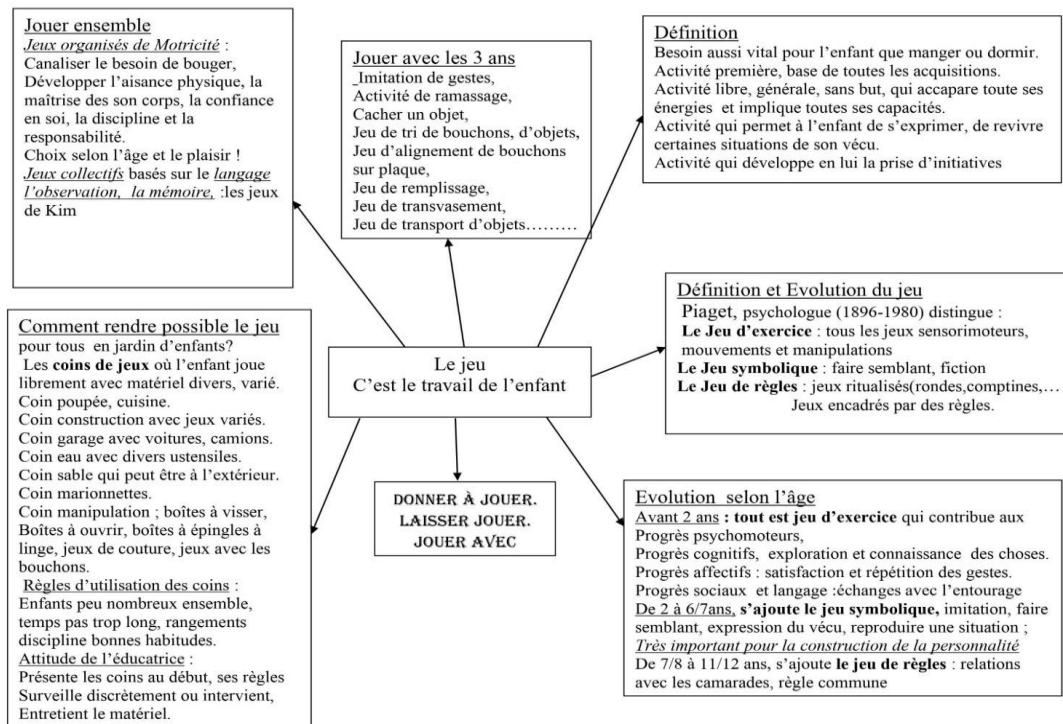 Jouer ensemble
Jeux organisés de Motricité :
Canaliser le besoin de bouger,
Développer l'aisance physique, la
maîtrise des son corps, la confiance
en soi, la discipline et la
responsabilité.
Choix selon l'âge et le plaisir !
Jeux collectifs basés sur le langage
l'observation, la mémoire, :les jeux
de Kim
Jouer avec les 3 ans
Imitation de gestes,
Activité de ramassage,
Cacher un objet,
Jeu de tri de bouchons, d'objets,
Jeu d'alignement de bouchons
sur plaque,
Jeu de remplissage,
Jeu de transvasement,
Jeu de transport d'objets………
Définition
Besoin aussi vital pour l'enfant que manger ou dormir.
Activité première, base de toutes les acquisitions.
Activité libre, générale, sans but, qui accapare toute ses
énergies et implique toutes ses capacités.
Activité qui permet à l'enfant de s'exprimer, de revivre
certaines situations de son vécu.
Activité qui développe en lui la prise d'initiatives
Définition et Evolution du jeu
Piaget, psychologue (1896-1980) distingue :
Le Jeu d'exercice : tous les jeux sensorimoteurs,
mouvements et manipulations
Le Jeu symbolique : faire semblant, fiction
Le Jeu de règles : jeux ritualisés(rondes,comptines,…
Jeux encadrés par des règles.
Le jeu
C'est le travail de l'enfant
Comment rendre possible le jeu
pour tous en jardin d'enfants?
Les coins de jeux où l'enfant joue
librement avec matériel divers, varié.
Coin poupée, cuisine.
Coin construction avec jeux variés.
Coin garage avec voitures, camions.
Coin eau avec divers ustensiles.
Coin sable qui peut être à l'extérieur.
Coin marionnettes.
Coin manipulation ; boîtes à visser,
Boîtes à ouvrir, boîtes à épingles à
linge, jeux de couture, jeux avec les
bouchons.
Règles d'utilisation des coins :
Enfants peu nombreux ensemble,
temps pas trop long, rangements
discipline bonnes habitudes.
Attitude de l'éducatrice :
Présente les coins au début, ses règles
Surveille discrètement ou intervient,
Entretient le matériel.
DONNER À JOUER.
LAISSER JOUER.
JOUER AVEC
Evolution selon l'âge
Avant 2 ans : tout est jeu d'exercice qui contribue aux
Progrès psychomoteurs,
Progrès cognitifs, exploration et connaissance des choses.
Progrès affectifs : satisfaction et répétition des gestes.
Progrès sociaux et langage :échanges avec l'entourage
De 2 à 6/7ans, s'ajoute le jeu symbolique, imitation, faire
semblant, expression du vécu, reproduire une situation ;
Très important pour la construction de la personnalité
De 7/8 à 11/12 ans, s'ajoute le jeu de règles : relations
avec les camarades, règle commune